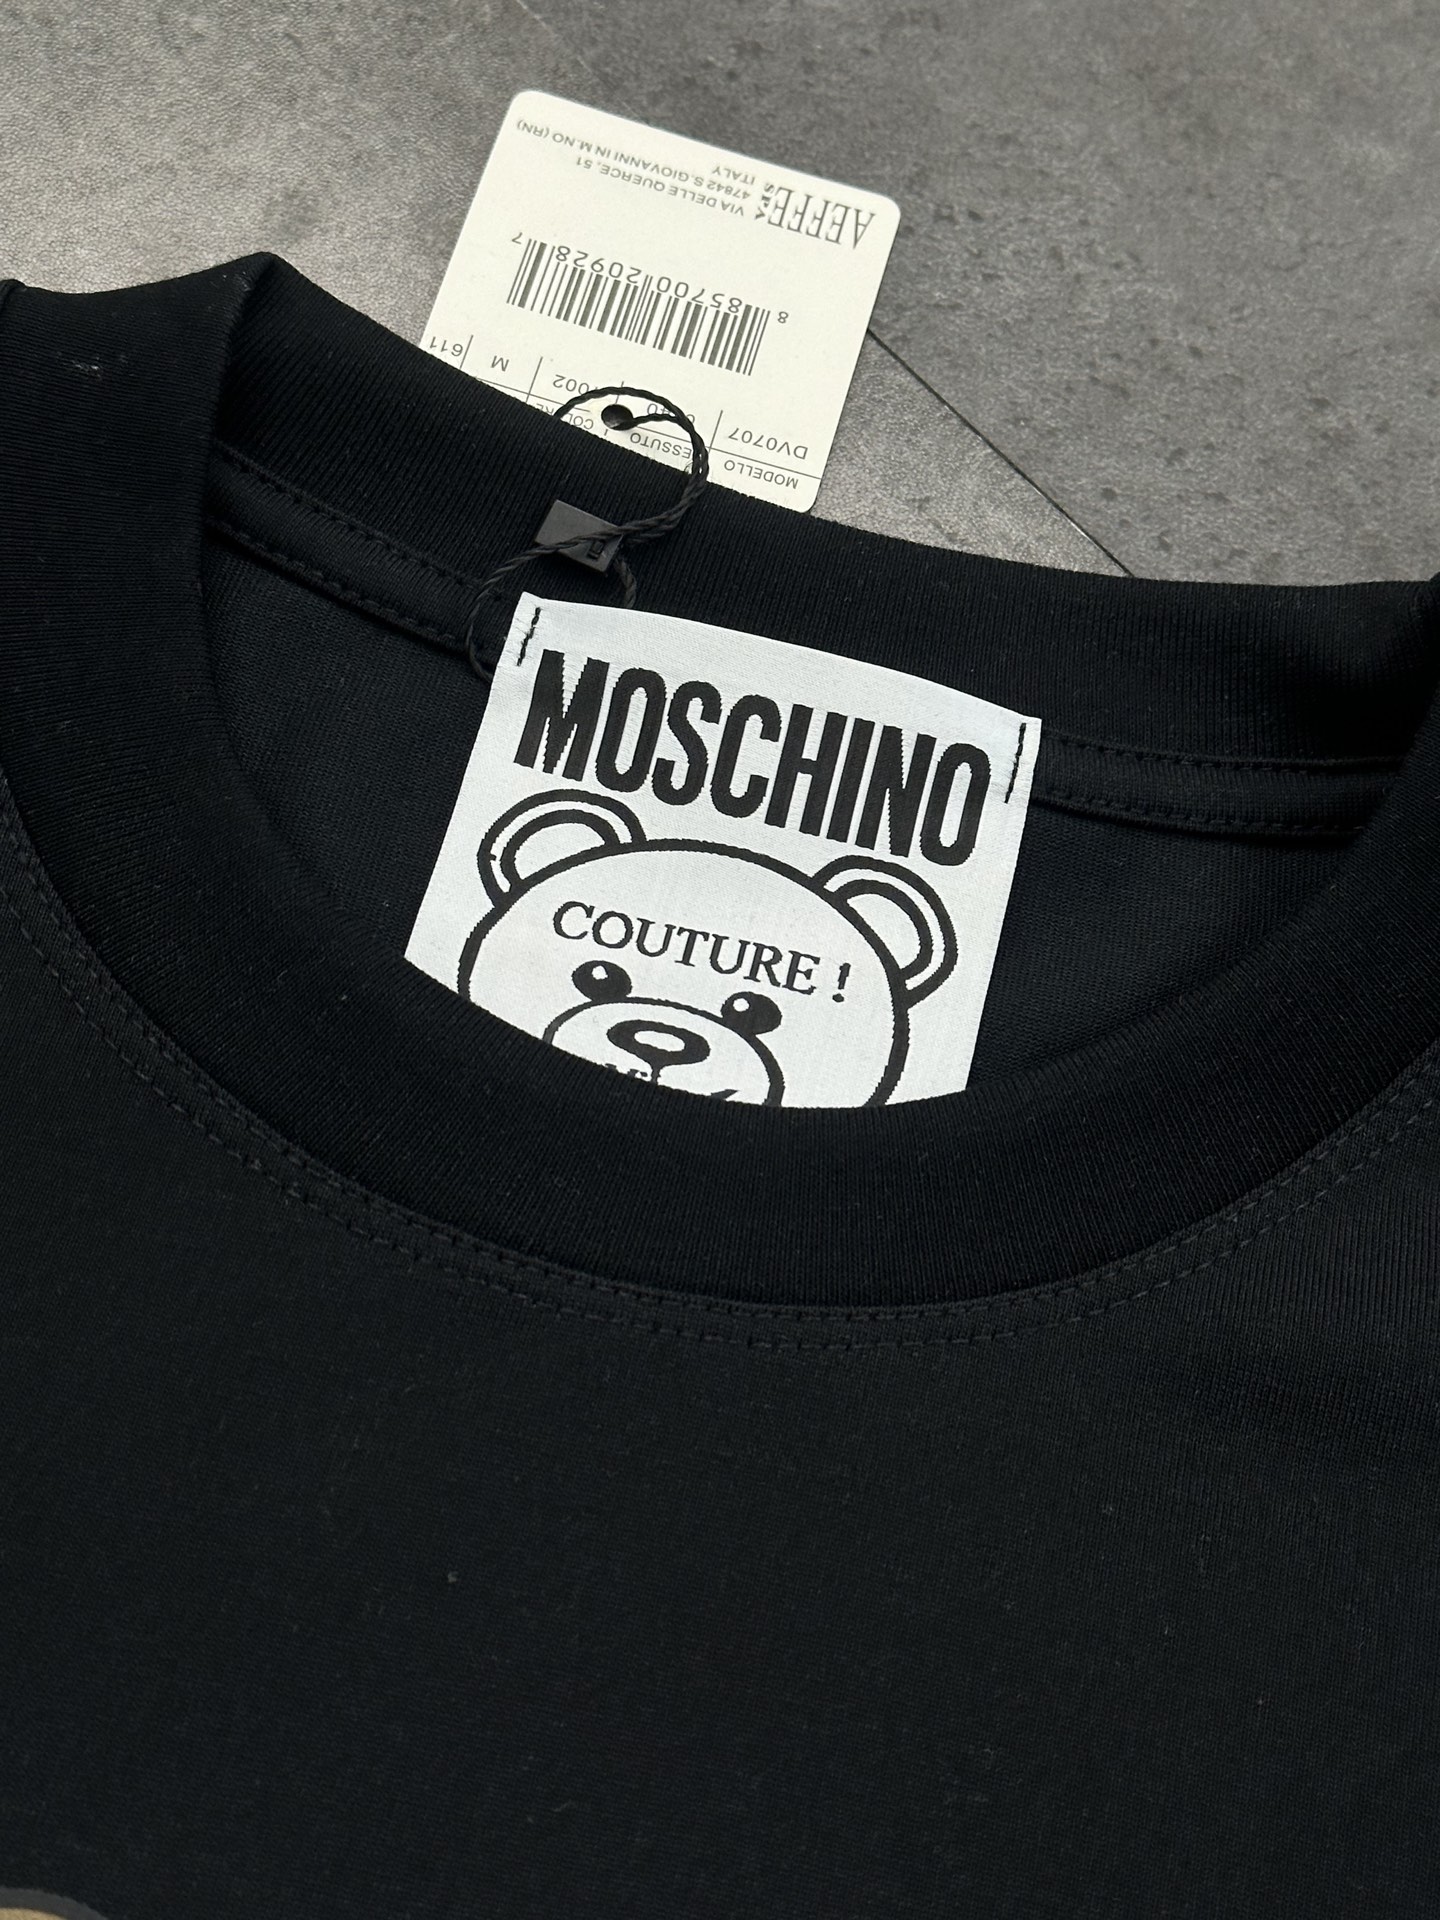 AEFFE
S.P.A.
VIA DELLE QUERCE, 51
47842 S.GIOVANNI IN M.NO (RN)
ITALY
8 85700 20928 7
MODELLO
DV0707
M
611
MOSCHINO
COUTURE !